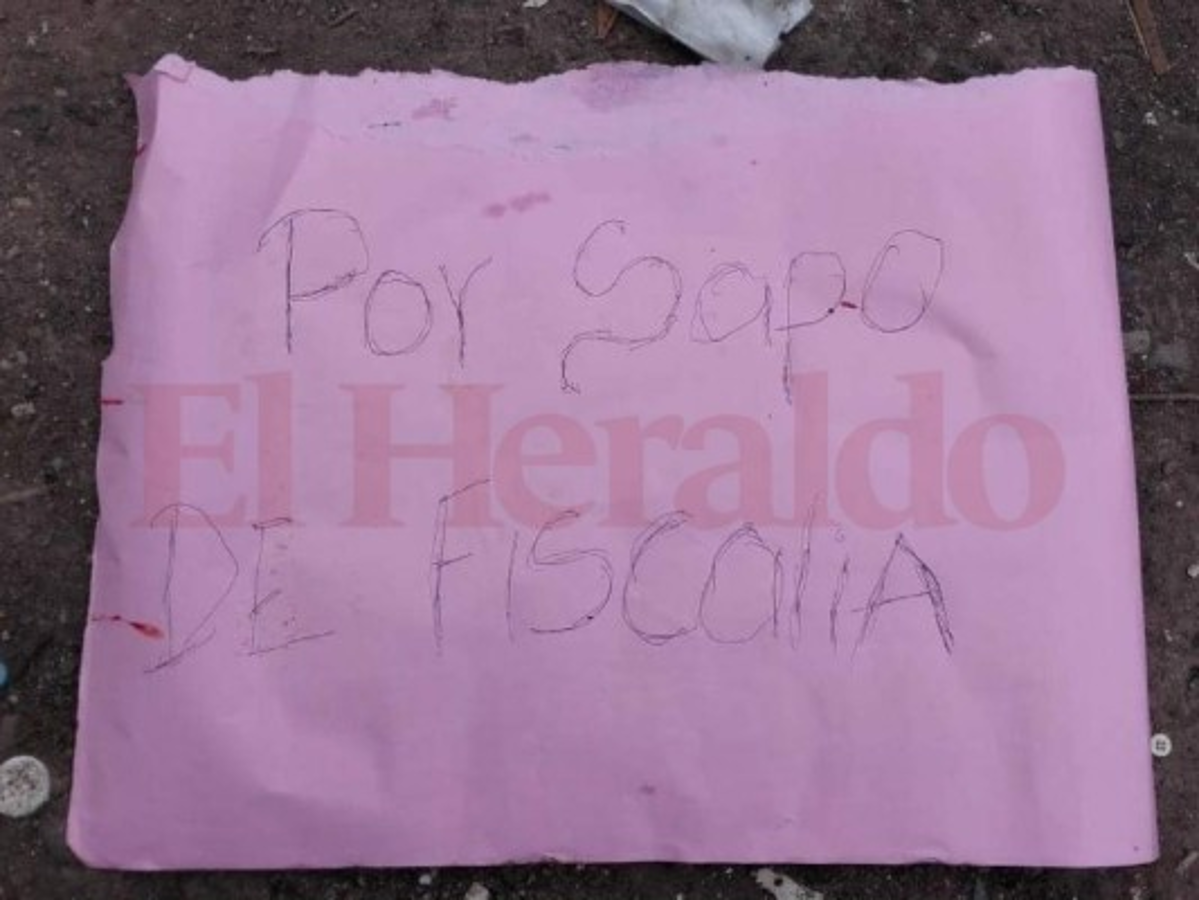 Por Sapo
El Heraldo
DE FIScaliA